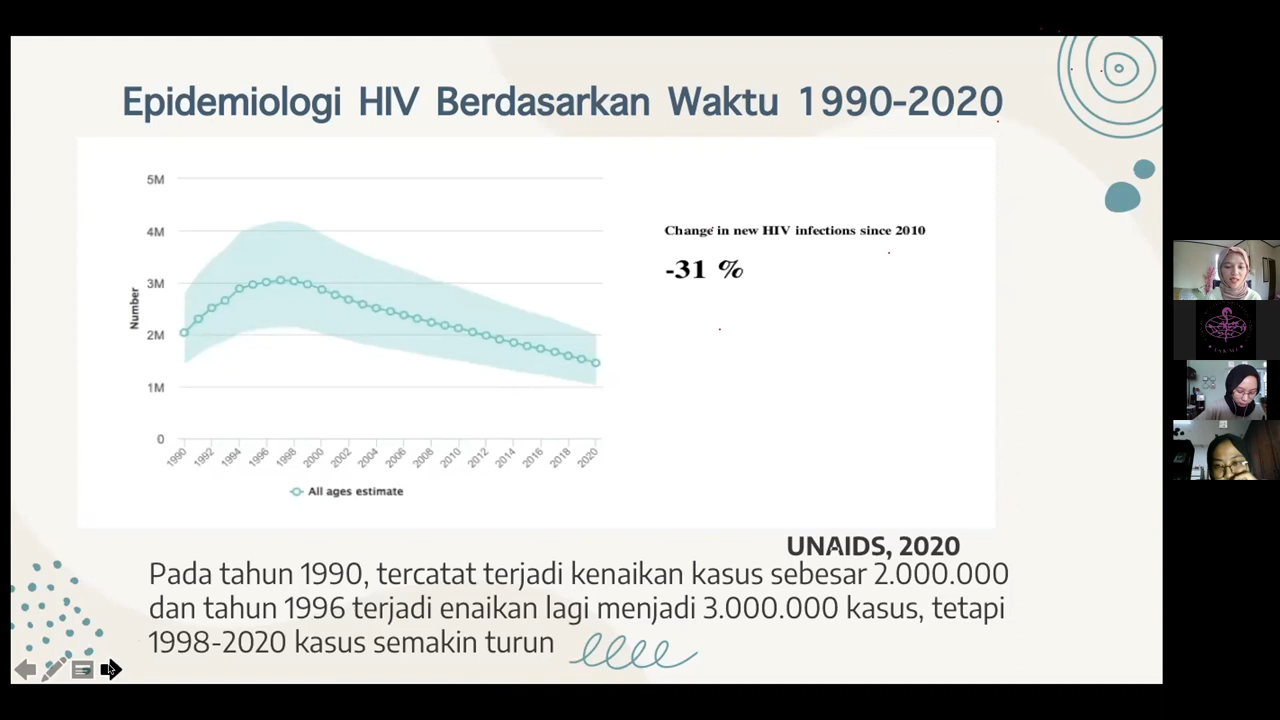 Epidemiologi HIV Berdasarkan Waktu 1990-2020
5M
4M
3M
2M
1M
0
Number
1990
1992
1994
1996
1998
2000
2002
2004
2006
2008
2010
2012
2014
2016
2018
2020
All ages estimate
Change in new HIV infections since 2010
-31 %
UNAIDS, 2020
Pada tahun 1990, tercatat terjadi kenaikan kasus sebesar 2.000.000
dan tahun 1996 terjadi enaikan lagi menjadi 3.000.000 kasus, tetapi
1998-2020 kasus semakin turun